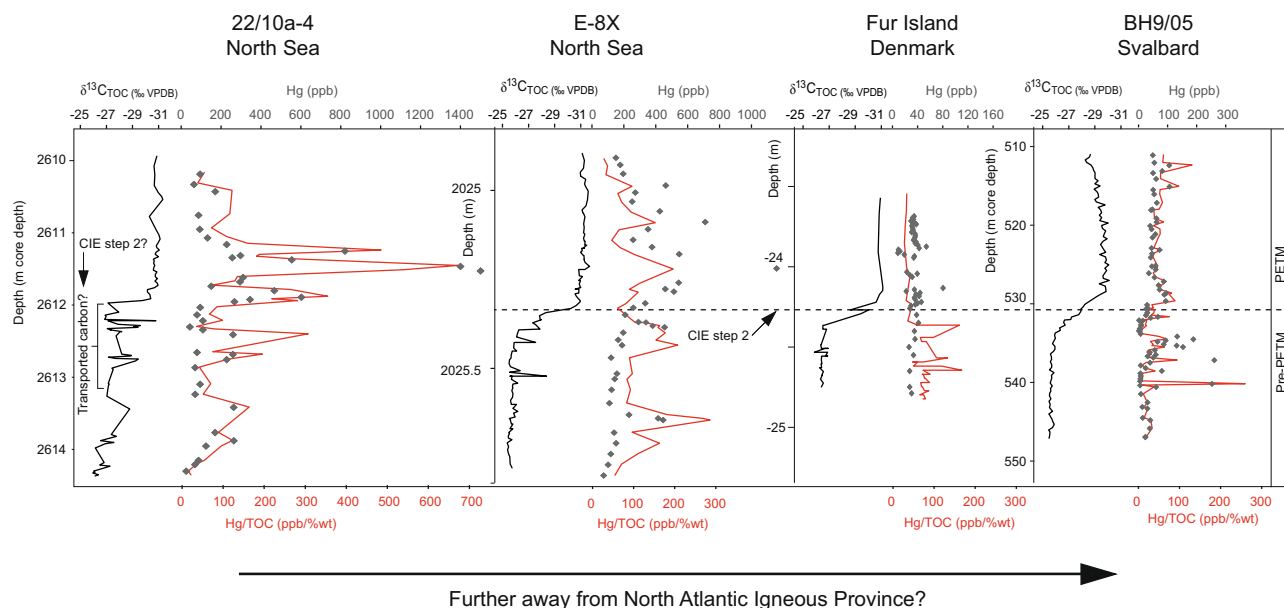 22/10a-4
North Sea
E-8X
North Sea
Fur Island
Denmark
BH9/05
Svalbard
δ13CTOC (‰ VPDB)
Hg (ppb)
-25 -27 -29 -31
0 200 400 600 800 1000 1200 1400
δ13CTOC (‰ VPDB)
Hg (ppb)
-25 -27 -29 -31
0 200 400 600 800 1000
δ13CTOC (‰ VPDB)
Hg (ppb)
-25 -27 -29 -31
0 40 80 120 160
δ13CTOC (‰ VPDB)
Hg (ppb)
-25 -27 -29 -31
0 100 200 300
Depth (m core depth)
2610
2611
2612
2613
2614
CIE step 2?
Transported carbon?
0 100 200 300 400 500 600 700
Hg/TOC (ppb/%wt)
Depth (m)
2025
2025.5
CIE step 2
0 100 200 300
Hg/TOC (ppb/%wt)
Depth (m)
-24
-25
0 100 200 300
Hg/TOC (ppb/%wt)
Depth (m core depth)
510
520
530
540
550
PETM
Pre-PETM
0 100 200 300
Hg/TOC (ppb/%wt)
Further away from North Atlantic Igneous Province?